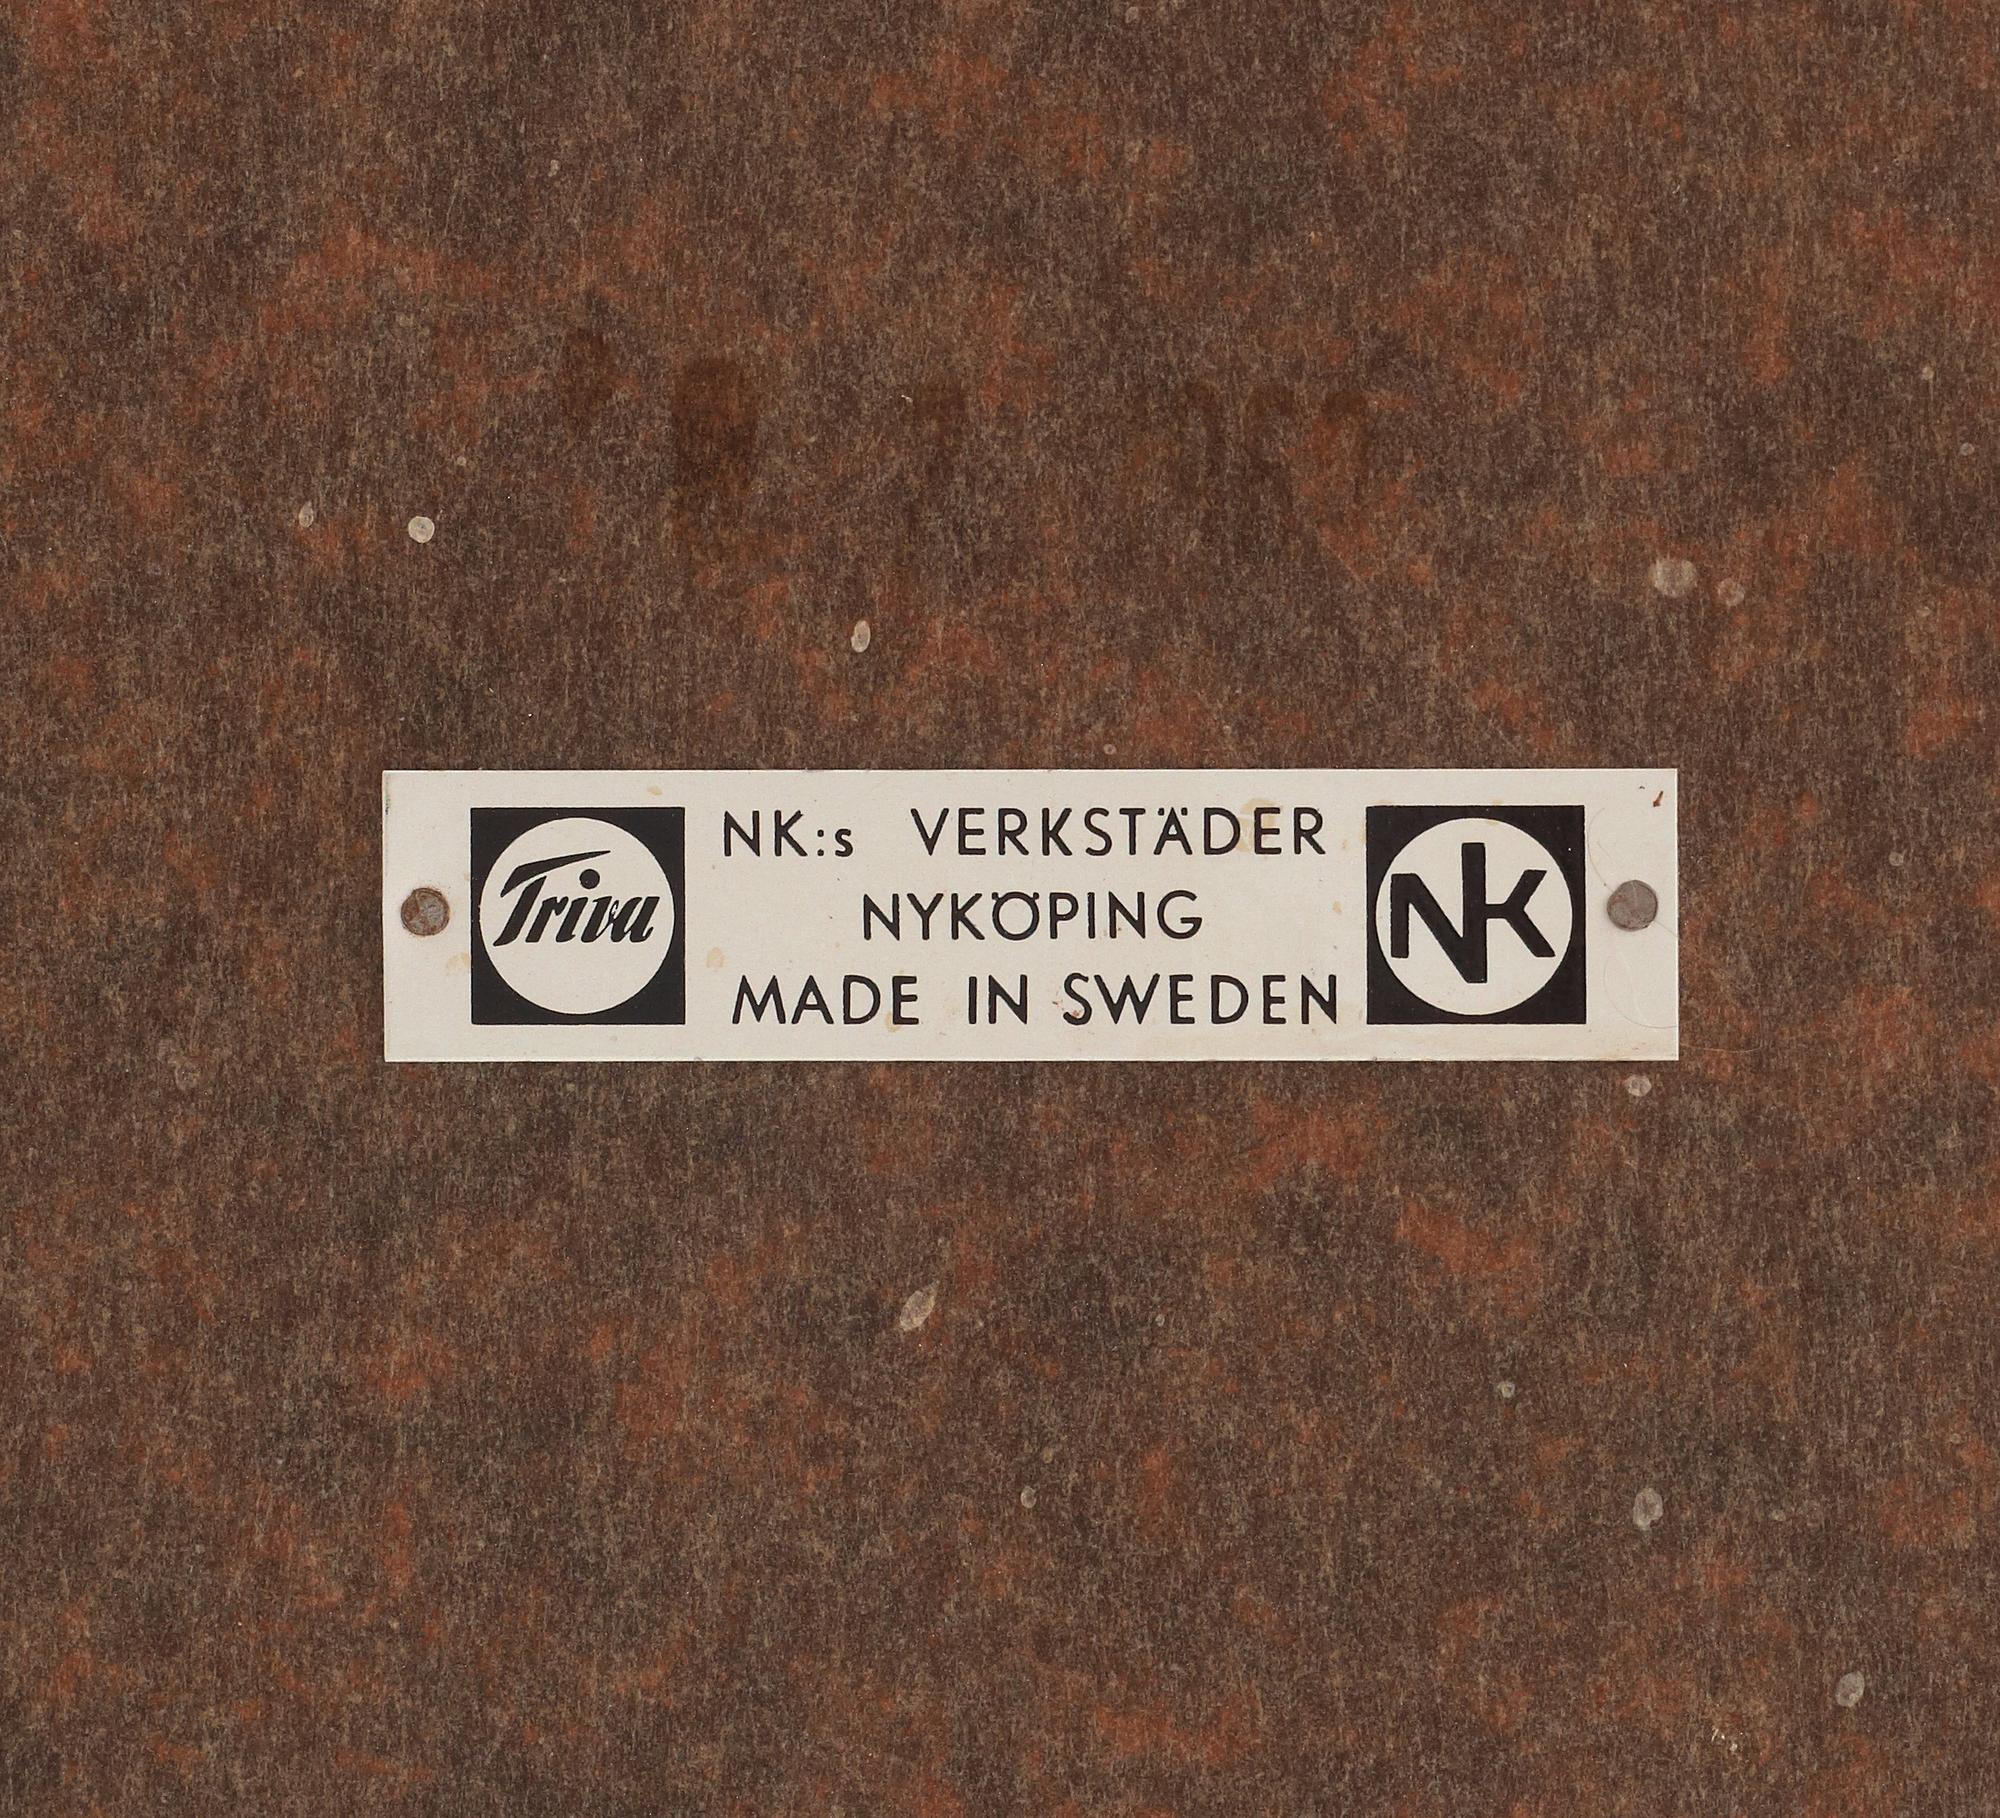 Triva
NK:s VERKSTÄDER
NYKÖPING
MADE IN SWEDEN
NK